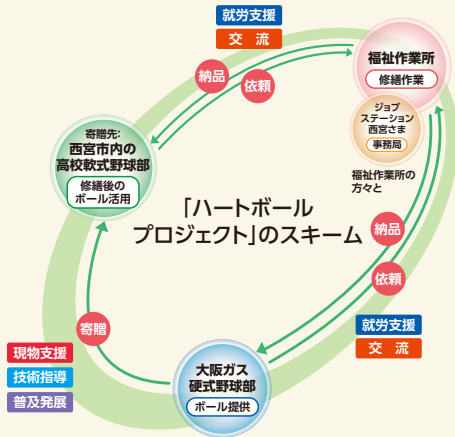 就労支援
交 流
納品
依頼
福祉作業所
修繕作業
ジョブ
ステーション
西宮さま
事務局
福祉作業所の
方々と
寄贈先:
西宮市内の
高校軟式野球部
修繕後の
ボール活用
「ハートボール
プロジェクト」のスキーム
納品
依頼
寄贈
就労支援
交 流
現物支援
技術指導
普及発展
大阪ガス
硬式野球部
ボール提供